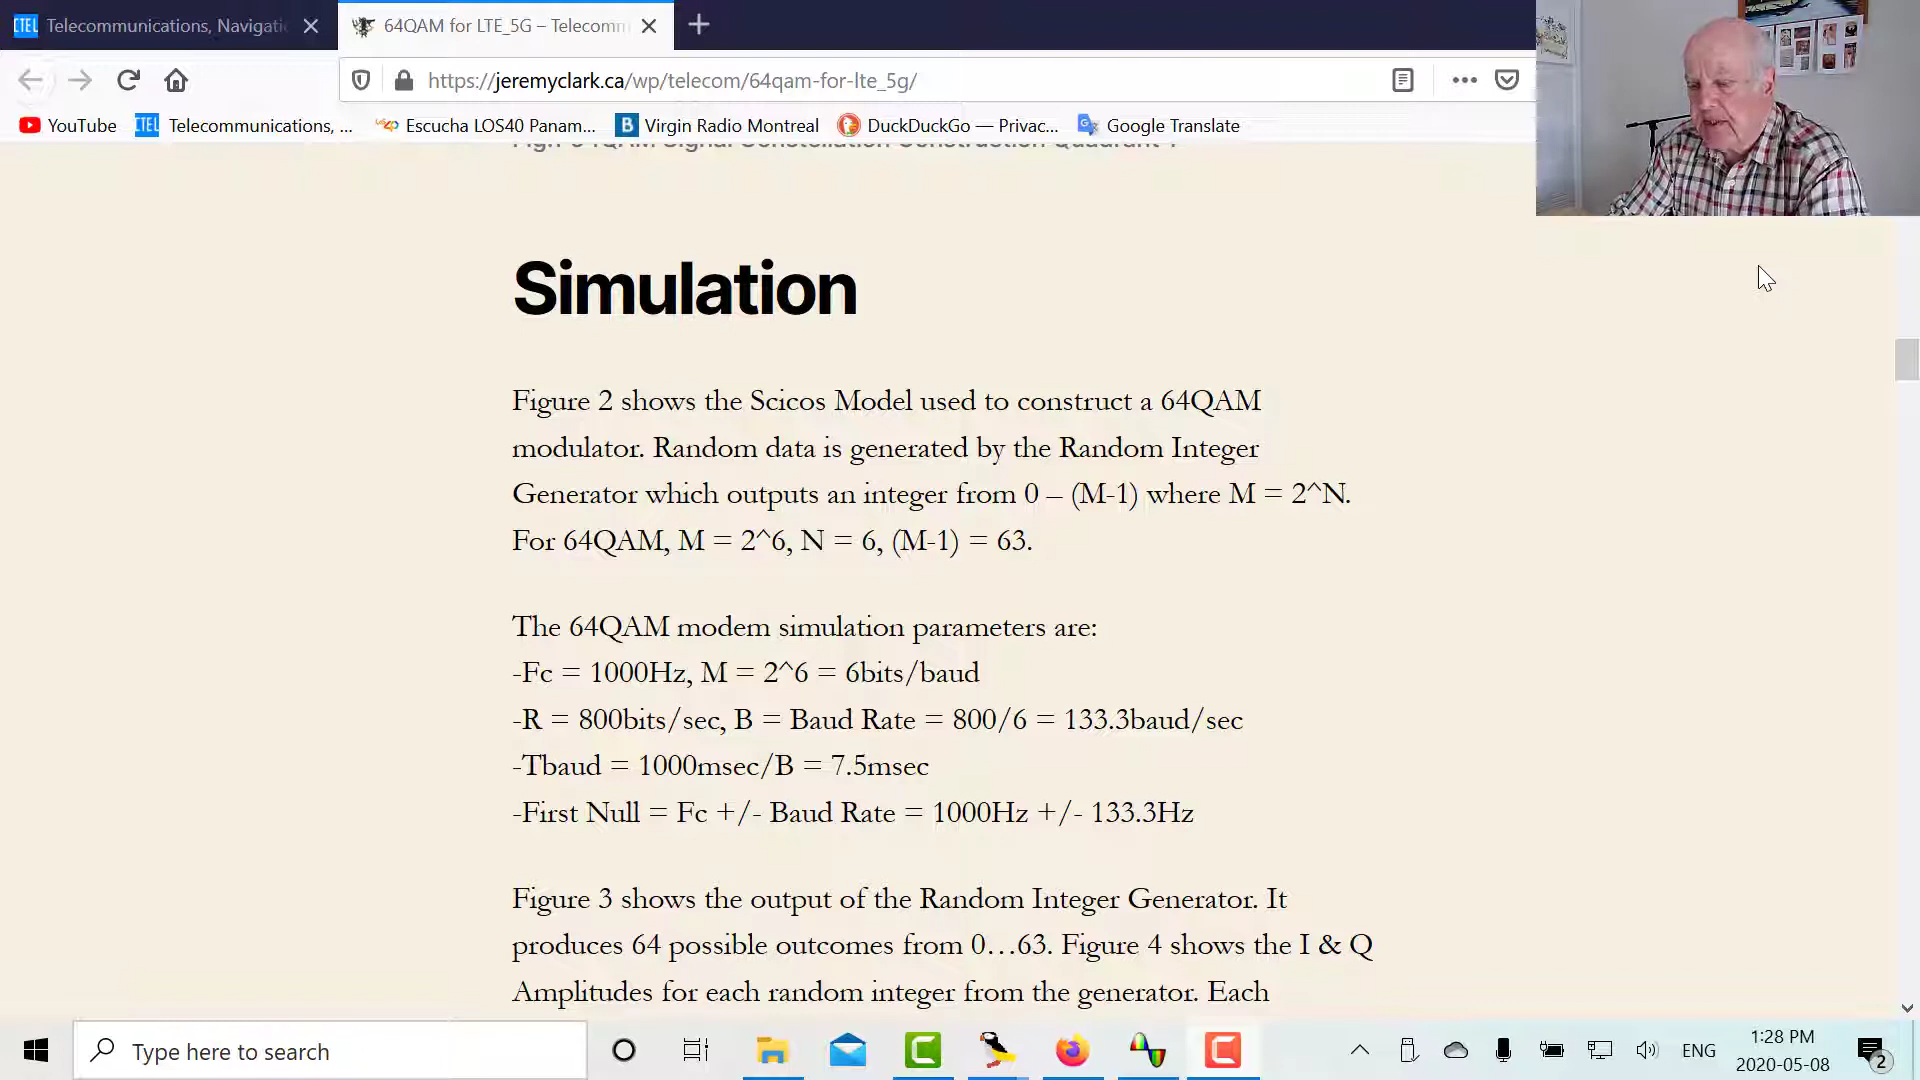 CTEL Telecommunications, Navigati
64QAM for LTE_5G – Telecomm
https://jeremyclark.ca/wp/telecom/64qam-for-lte_5g/
YouTube
CTEL Telecommunications, ...
Escucha LOS40 Panam...
B Virgin Radio Montreal
DuckDuckGo — Privac...
Google Translate
Simulation
Figure 2 shows the Scicos Model used to construct a 64QAM
modulator. Random data is generated by the Random Integer
Generator which outputs an integer from 0 – (M-1) where M = 2^N.
For 64QAM, M = 2^6, N = 6, (M-1) = 63.
The 64QAM modem simulation parameters are:
-Fc = 1000Hz, M = 2^6 = 6bits/baud
-R = 800bits/sec, B = Baud Rate = 800/6 = 133.3baud/sec
-Tbaud = 1000msec/B = 7.5msec
-First Null = Fc +/- Baud Rate = 1000Hz +/- 133.3Hz
Figure 3 shows the output of the Random Integer Generator. It
produces 64 possible outcomes from 0…63. Figure 4 shows the I & Q
Amplitudes for each random integer from the generator. Each
Type here to search
ENG
1:28 PM
2020-05-08
2